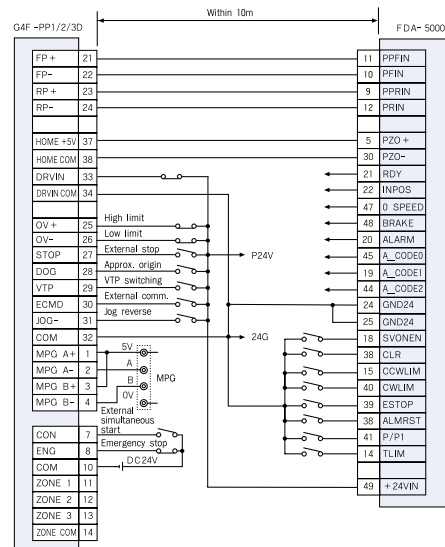 Within 10m
G4F -PP1/2/3D
FDA-5000
FP + 21
FP- 22
RP + 23
RP- 24
HOME +5V 37
HOME COM 38
DRVIN 33
DRVIN COM 34
OV + 25 High limit
OV- 26 Low limit
STOP 27 External stop
DOG 28 Approx. origin
VTP 29 VTP switching
ECMD 30 External comm.
JOG- 31 Jog reverse
COM 32
MPG A+ 1
MPG A- 2
MPG B+ 3
MPG B- 4
5V
A
B
0V
MPG
P24V
24G
External
simultaneous
start
CON 7
Emergency stop
ENG 8
COM 10
DC24V
ZONE 1 11
ZONE 2 12
ZONE 3 13
ZONE COM 14
11 PPFIN
10 PFIN
9 PPRIN
12 PRIN
5 PZO +
30 PZO-
21 RDY
22 INPOS
47 0 SPEED
48 BRAKE
20 ALARM
45 A_CODE0
19 A_CODE1
44 A_CODE2
24 GND24
25 GND24
18 SVONEN
38 CLR
15 CCWLIM
40 CWLIM
39 ESTOP
38 ALMRST
41 P/P1
14 TLIM
49 +24VIN